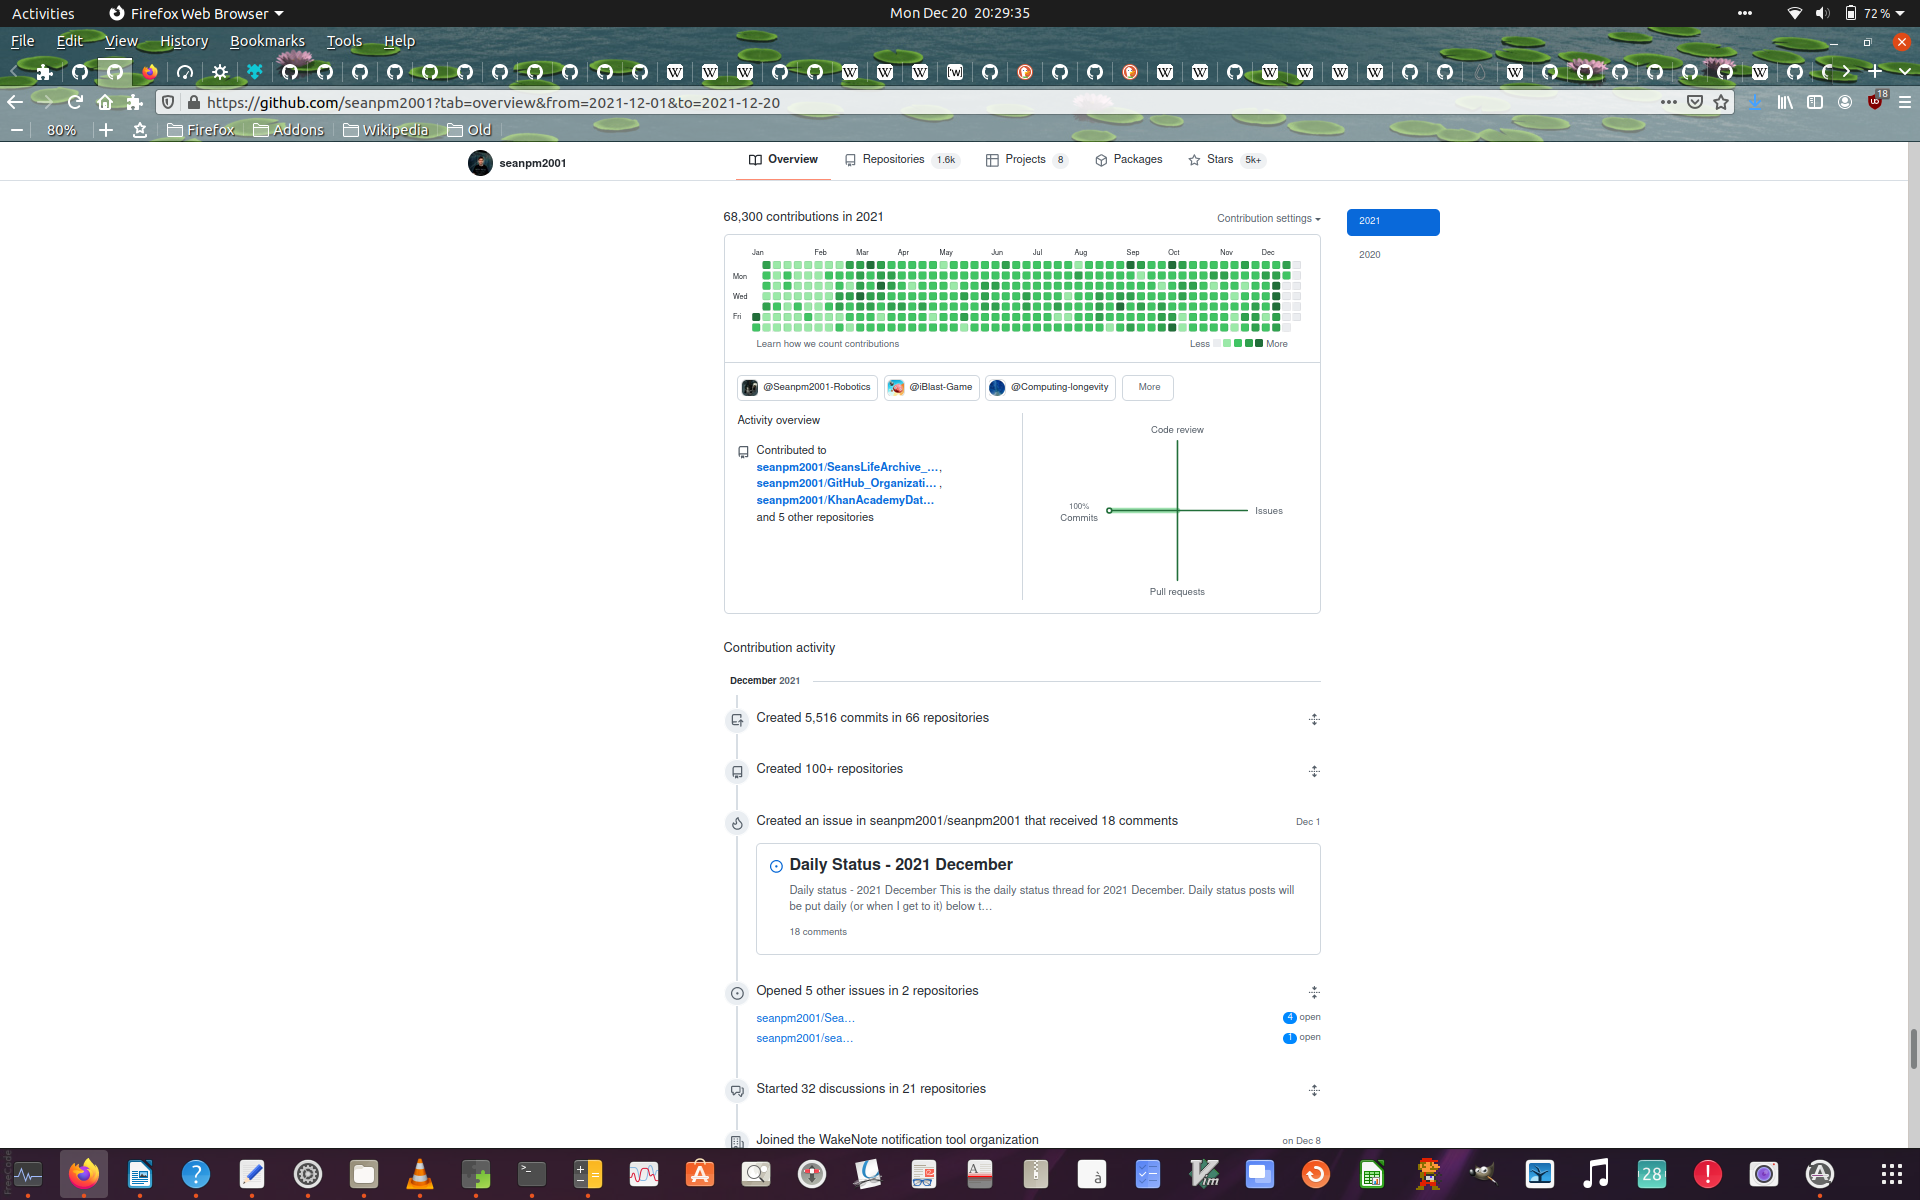 Activities Firefox Web Browser Mon Dec 20 20:29:35 72 %
File Edit View History Bookmarks Tools Help
https://github.com/seanpm2001?tab=overview&from=2021-12-01&to=2021-12-20 18
80% Firefox Addons Wikipedia Old
seanpm2001 Overview Repositories 1.6k Projects 8 Packages Stars 5k+
68,300 contributions in 2021 Contribution settings 2021
2020
Jan Feb Mar Apr May Jun Jul Aug Sep Oct Nov Dec
Mon
Wed
Fri
Learn how we count contributions Less More
@Seanpm2001-Robotics @iBlast-Game @Computing-longevity More
Activity overview
Contributed to
seanpm2001/SeansLifeArchive_…,
seanpm2001/GitHub_Organizati… ,
seanpm2001/KhanAcademyDat…
and 5 other repositories
Code review
100%
Commits
Issues
Pull requests
Contribution activity
December 2021
Created 5,516 commits in 66 repositories
Created 100+ repositories
Created an issue in seanpm2001/seanpm2001 that received 18 comments Dec 1
Daily Status - 2021 December
Daily status - 2021 December This is the daily status thread for 2021 December. Daily status posts will
be put daily (or when I get to it) below t…
18 comments
Opened 5 other issues in 2 repositories
seanpm2001/Sea… 4 open
seanpm2001/sea… 1 open
Started 32 discussions in 21 repositories
Joined the WakeNote notification tool organization on Dec 8
28